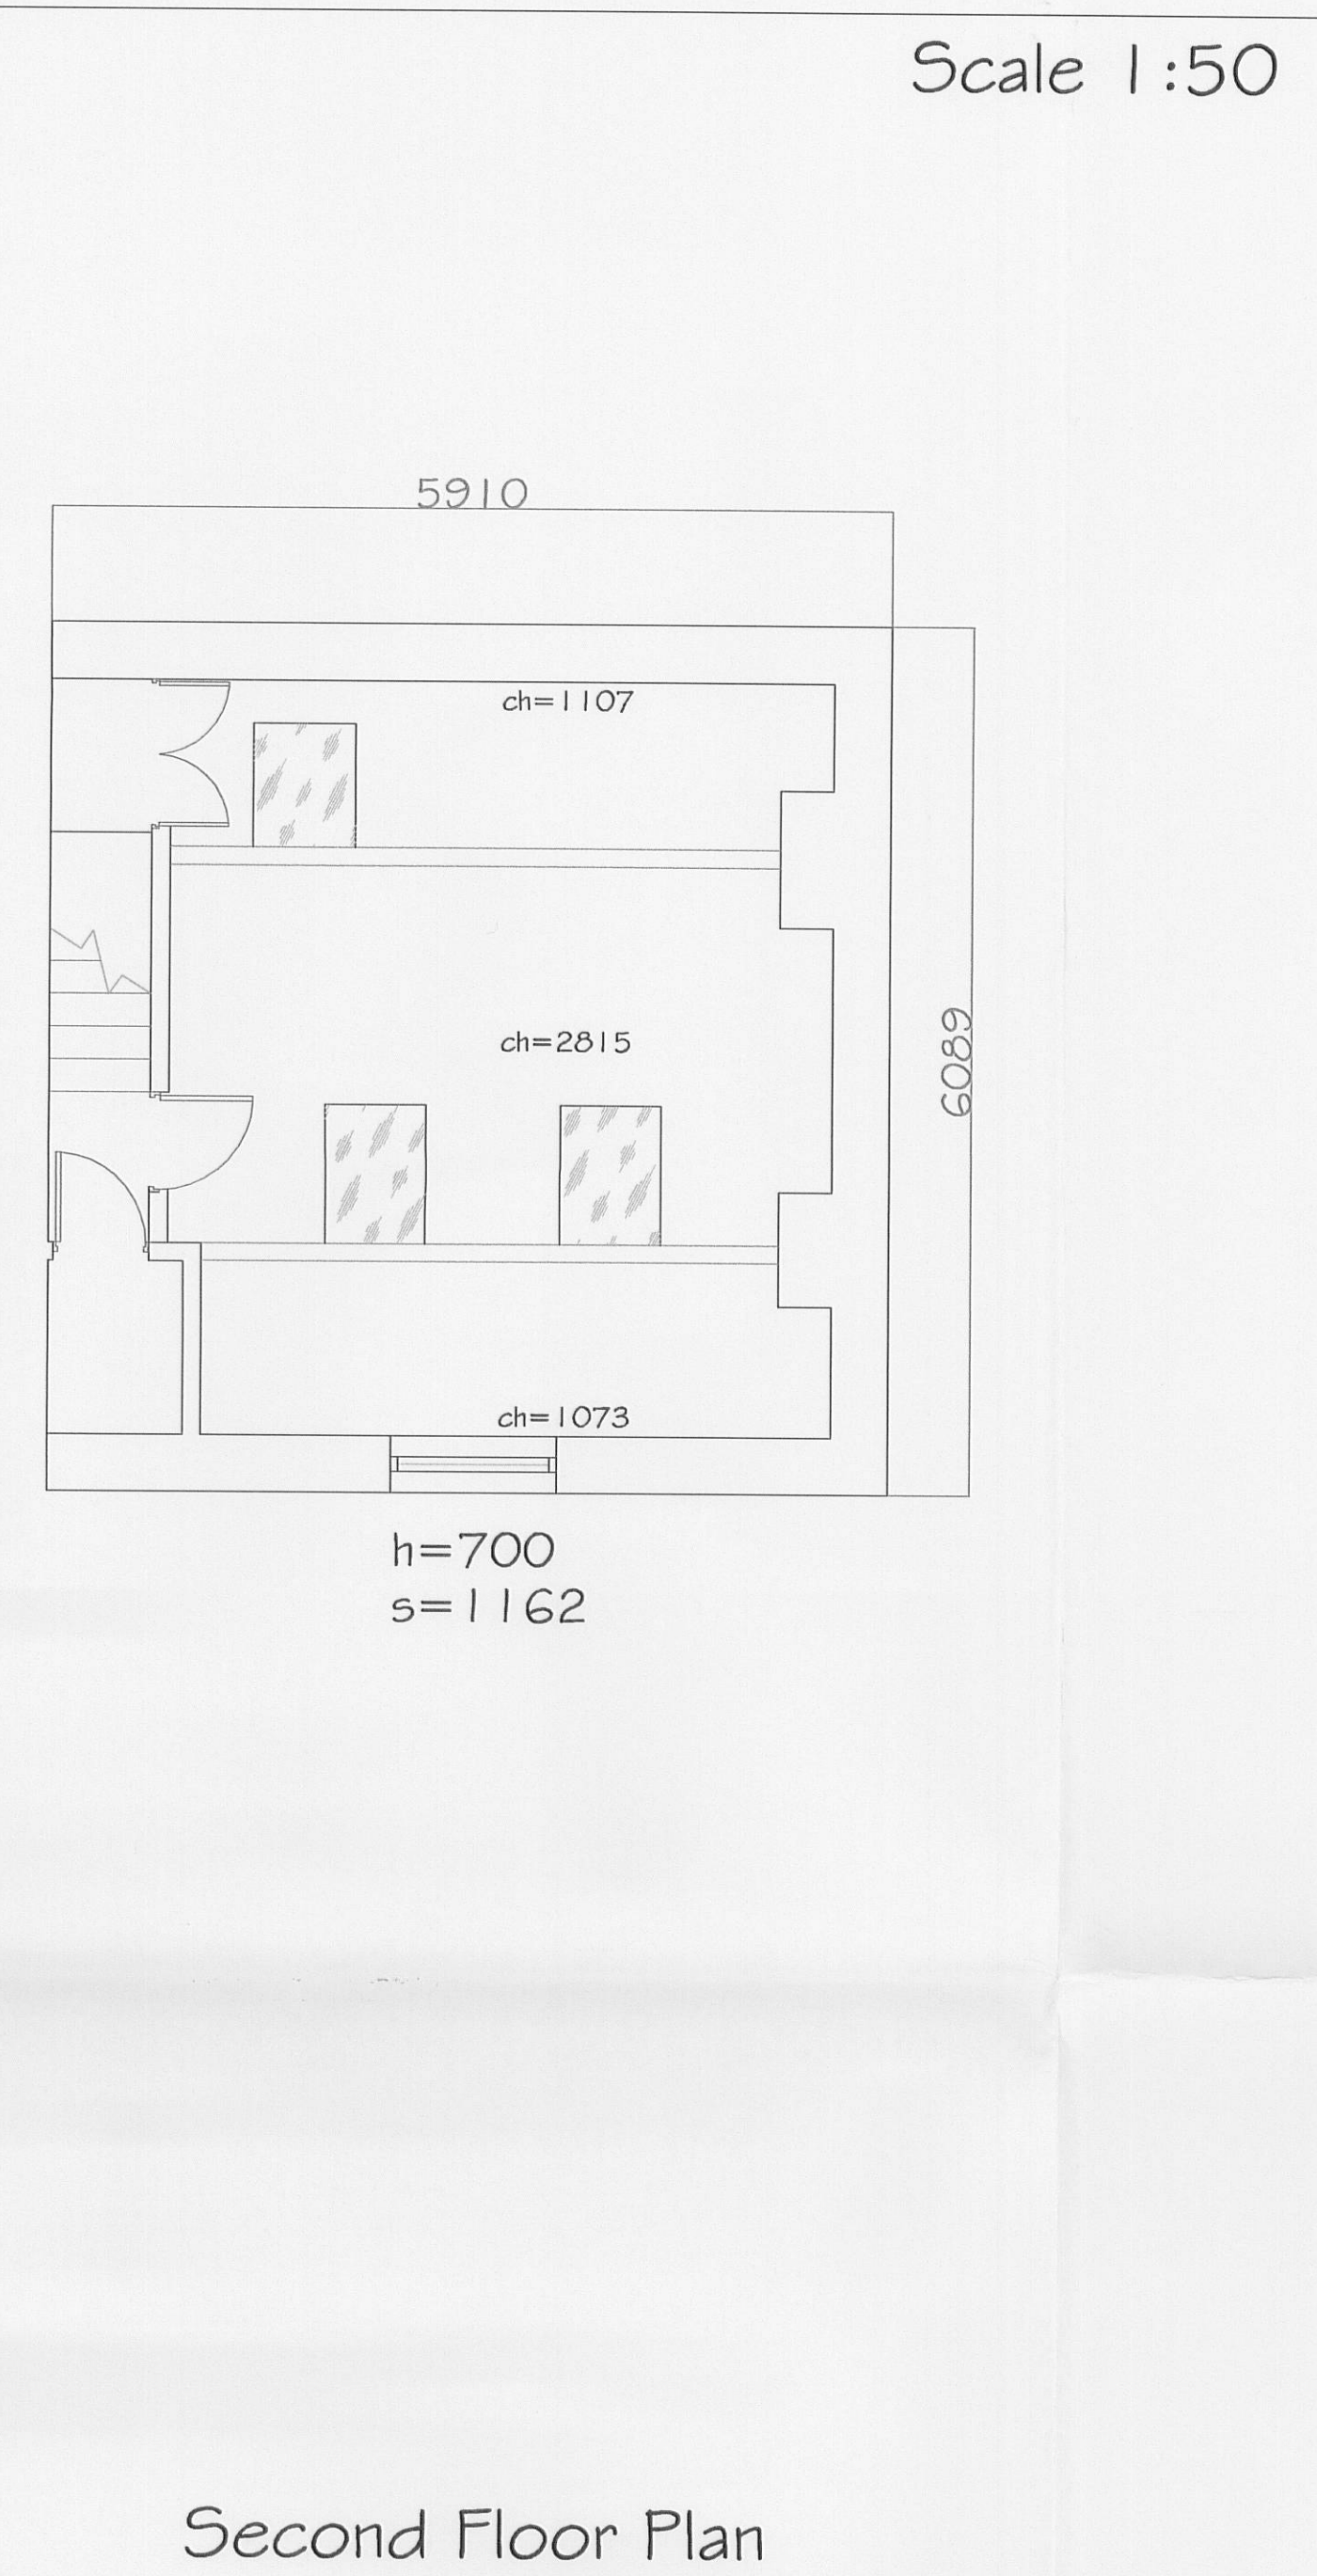 Scale 1:50
5910
ch=1107
ch=2815
6089
ch=1073
h=700
s=1162
Second Floor Plan